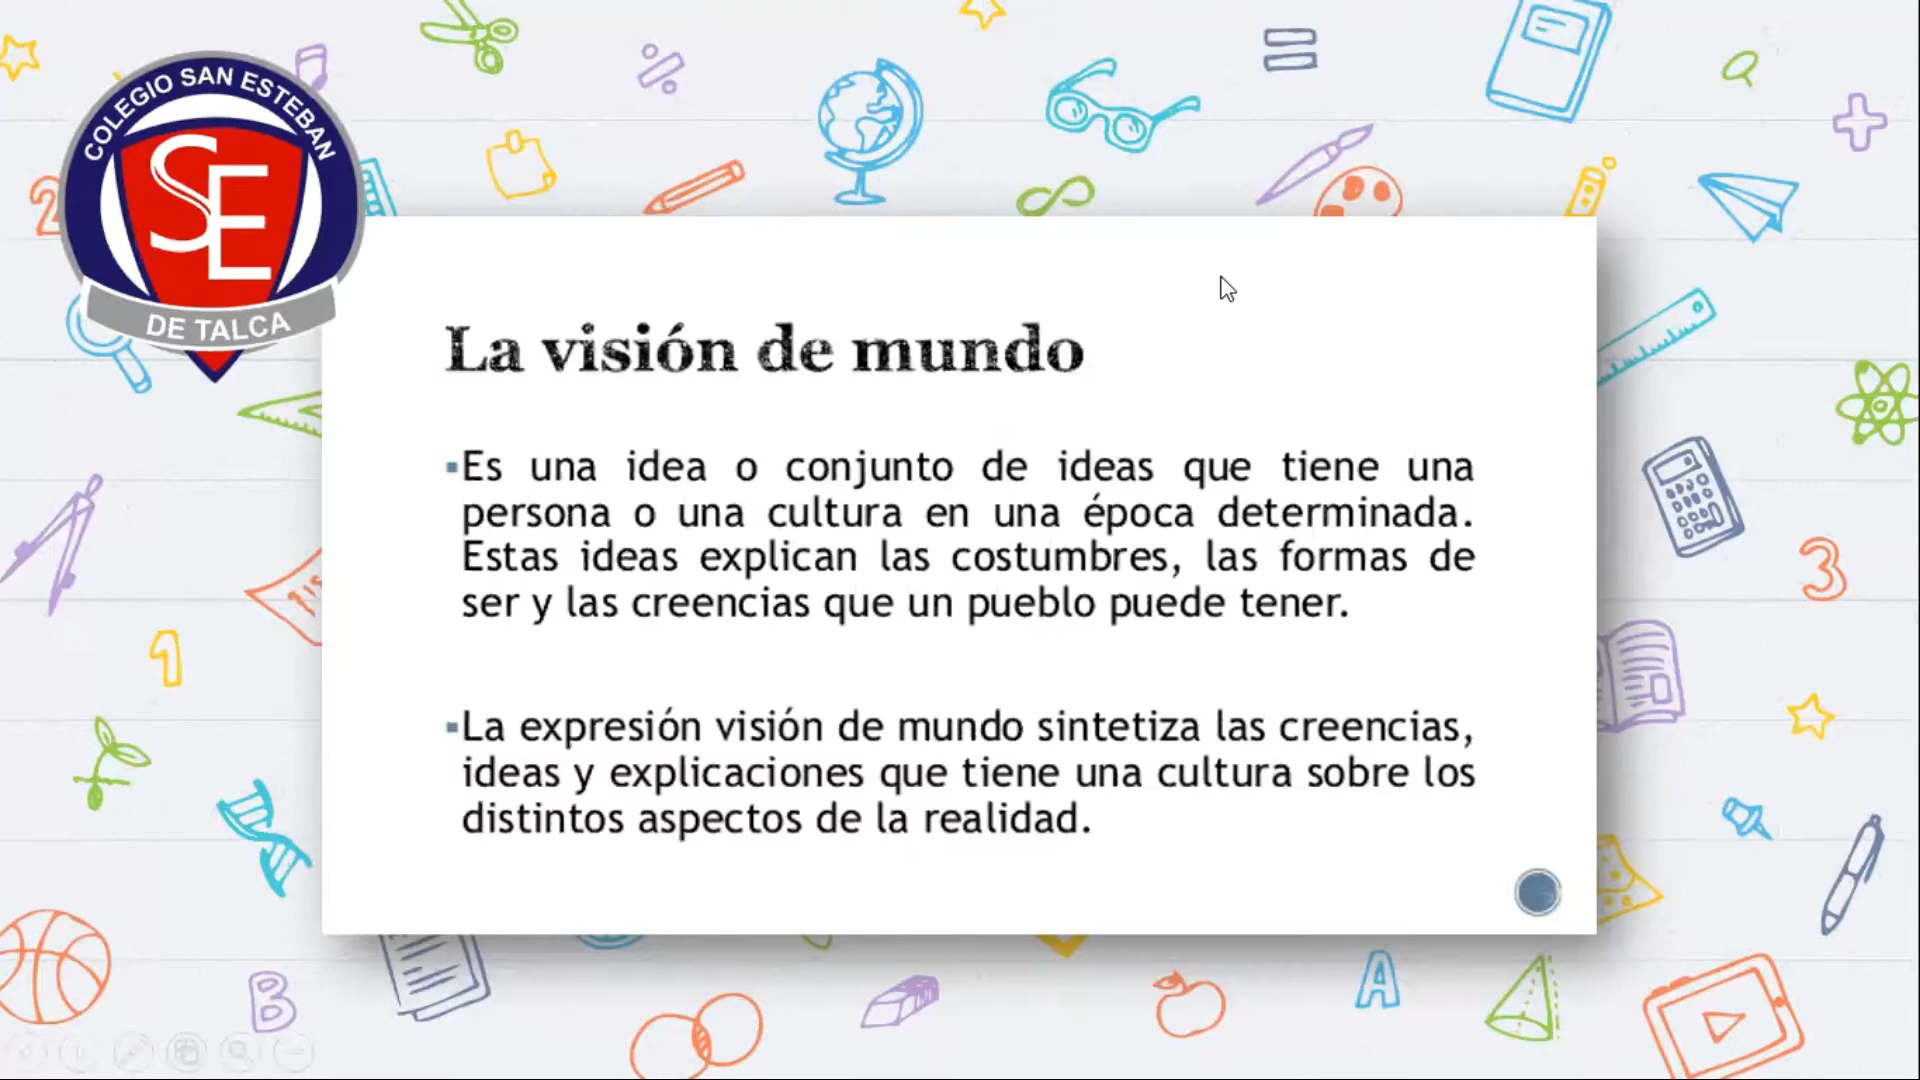 COLEGIO SAN ESTEBAN
SE
DE TALCA
La visión de mundo
▪Es una idea o conjunto de ideas que tiene una
persona o una cultura en una época determinada.
Estas ideas explican las costumbres, las formas de
ser y las creencias que un pueblo puede tener.
▪La expresión visión de mundo sintetiza las creencias,
ideas y explicaciones que tiene una cultura sobre los
distintos aspectos de la realidad.
2
1
3
B
A